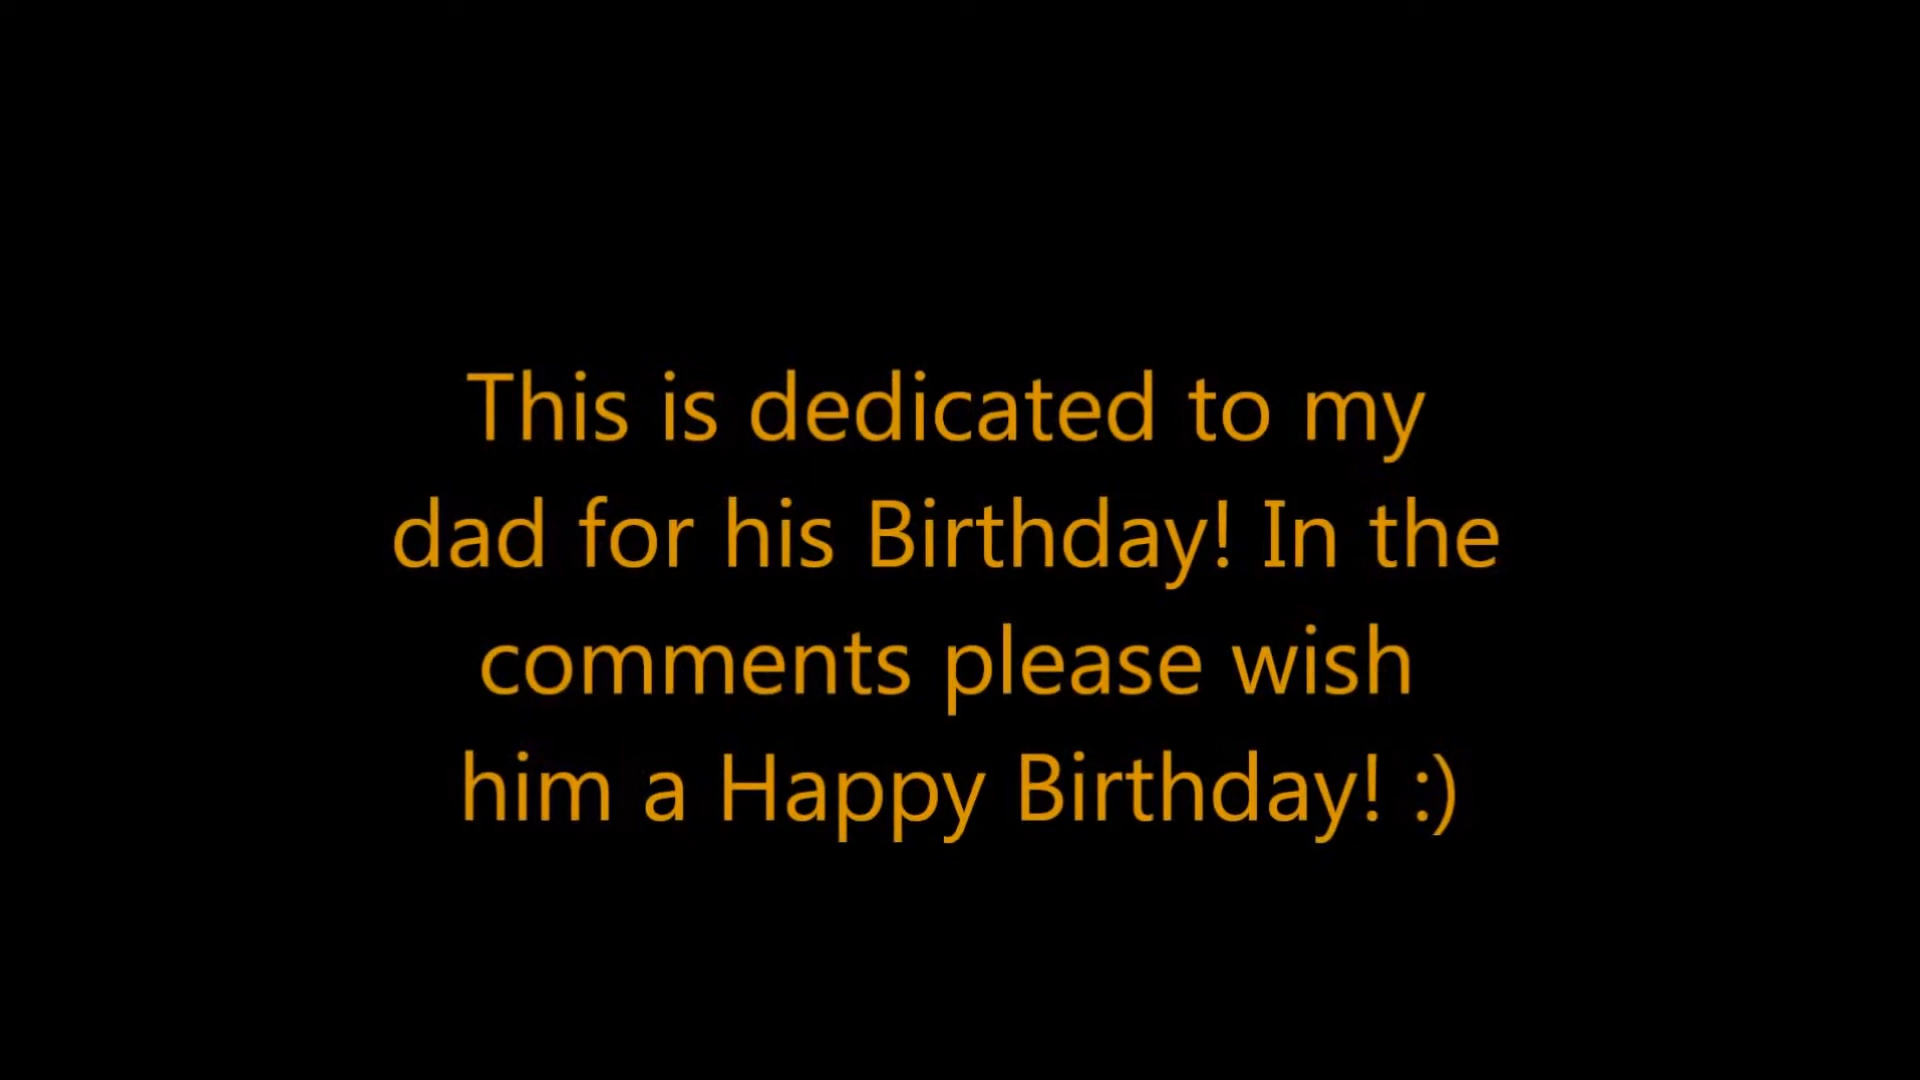 This is dedicated to my
dad for his Birthday! In the
comments please wish
him a Happy Birthday! :)